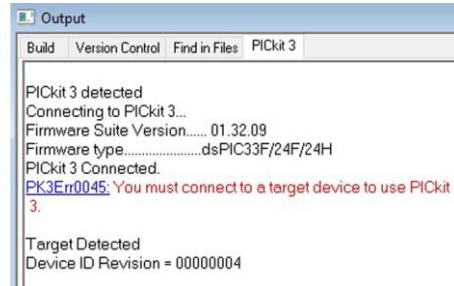 Output
Build Version Control Find in Files PICkit 3
PICkit 3 detected
Connecting to PICkit 3...
Firmware Suite Version...... 01.32.09
Firmware type......................dsPIC33F/24F/24H
PICkit 3 Connected.
PK3Err0045: You must connect to a target device to use PICkit
3.
Target Detected
Device ID Revision = 00000004